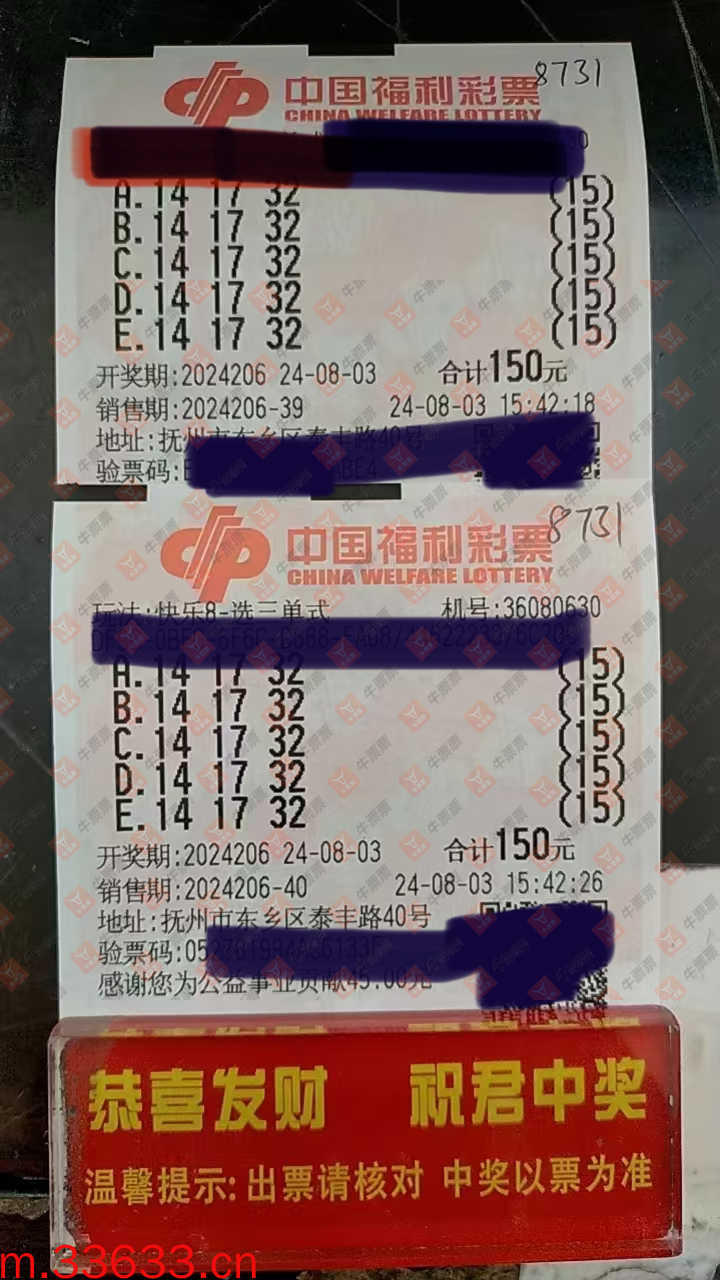 8731
中国福利彩票
CHINA WELFARE LOTTERY
A.14 17 32 (15)
B.14 17 32 (15)
C.14 17 32 (15)
D.14 17 32 (15)
E.14 17 32 (15)
开奖期:2024206 24-08-03 合计150元
销售期:2024206-39 24-08-03 15:42:18
地址:抚州市东乡区泰丰路40号
验票码:
8731
中国福利彩票
CHINA WELFARE LOTTERY
玩法:快乐8-选三单式 机号:36080630
A.14 17 32 (15)
B.14 17 32 (15)
C.14 17 32 (15)
D.14 17 32 (15)
E.14 17 32 (15)
开奖期:2024206 24-08-03 合计150元
销售期:2024206-40 24-08-03 15:42:26
地址:抚州市东乡区泰丰路40号
验票码:
感谢您为公益事业贡献45.00元
恭喜发财 祝君中奖
温馨提示:出票请核对 中奖以票为准
m.33633.cn
牛票票